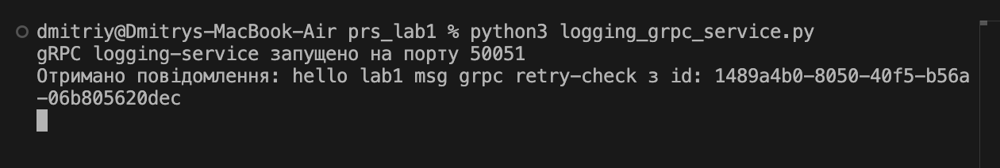 dmitriy@Dmitrys-MacBook-Air prs_lab1 % python3 logging_grpc_service.py
gRPC logging-service запущено на порту 50051
Отримано повідомлення: hello lab1 msg grpc retry-check з id: 1489a4b0-8050-40f5-b56a
-06b805620dec